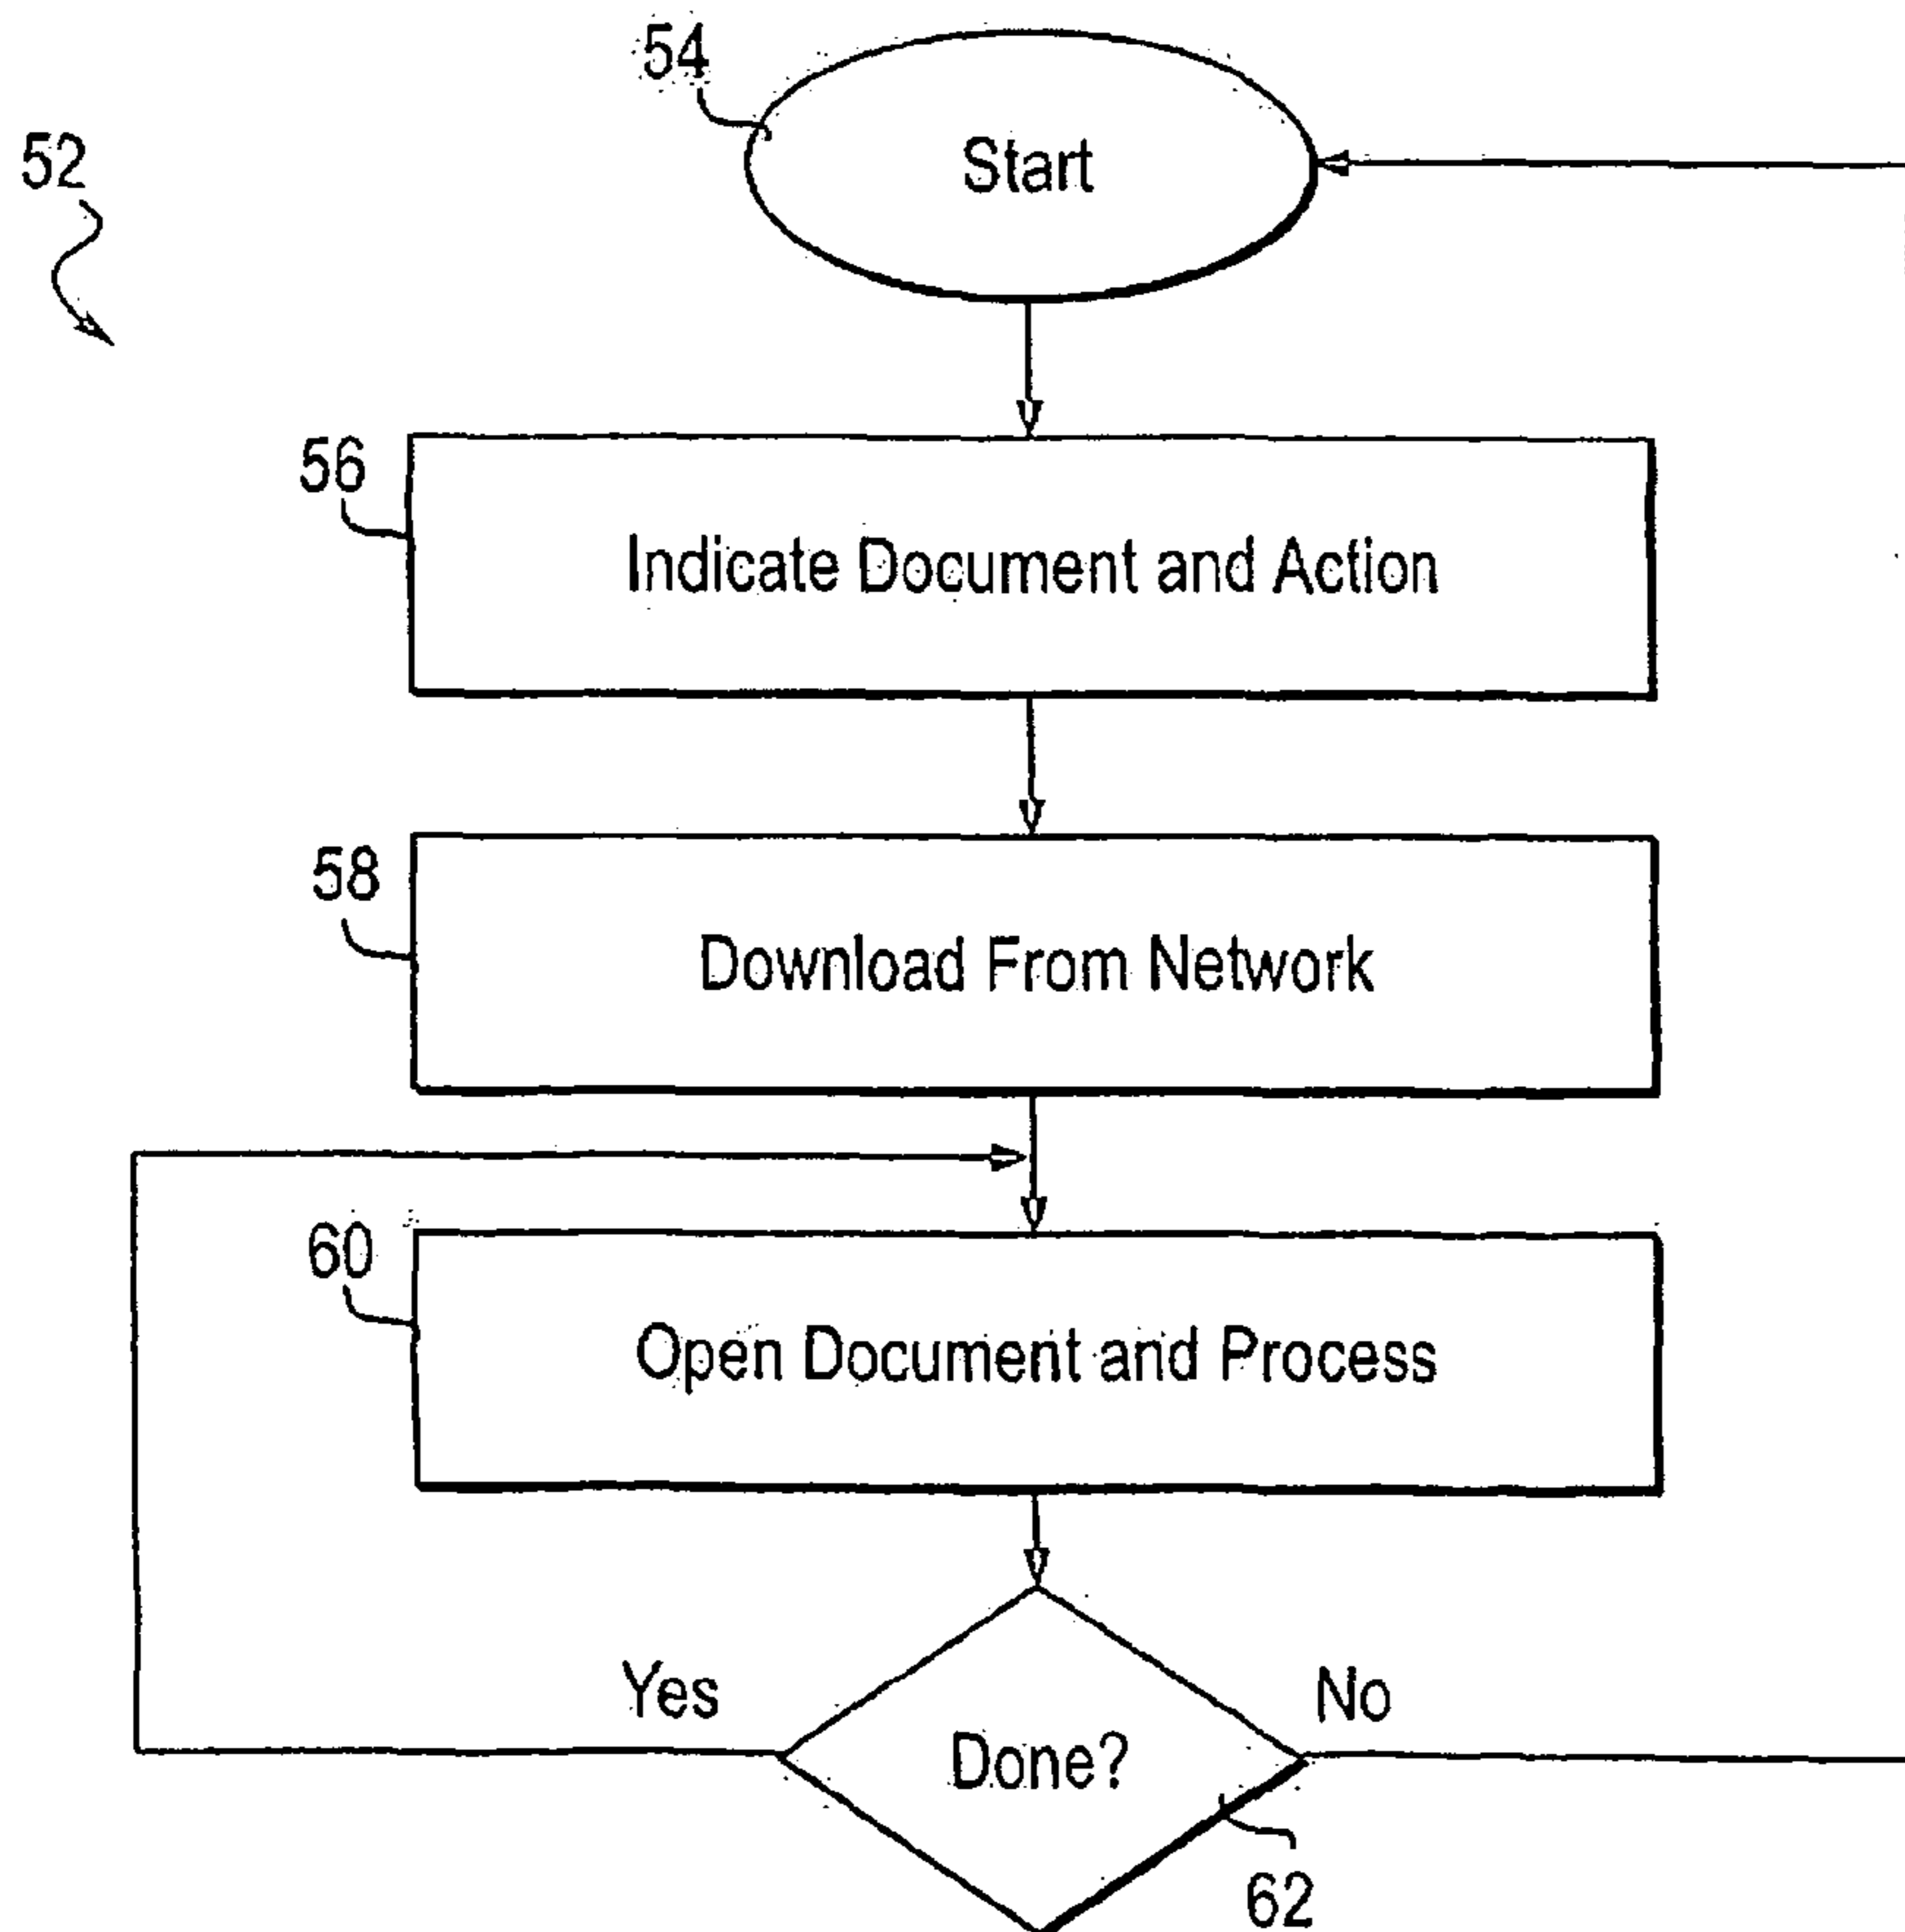 54
52
Start
56
Indicate Document and Action
58
Download From Network
60
Open Document and Process
Yes
No
Done?
62